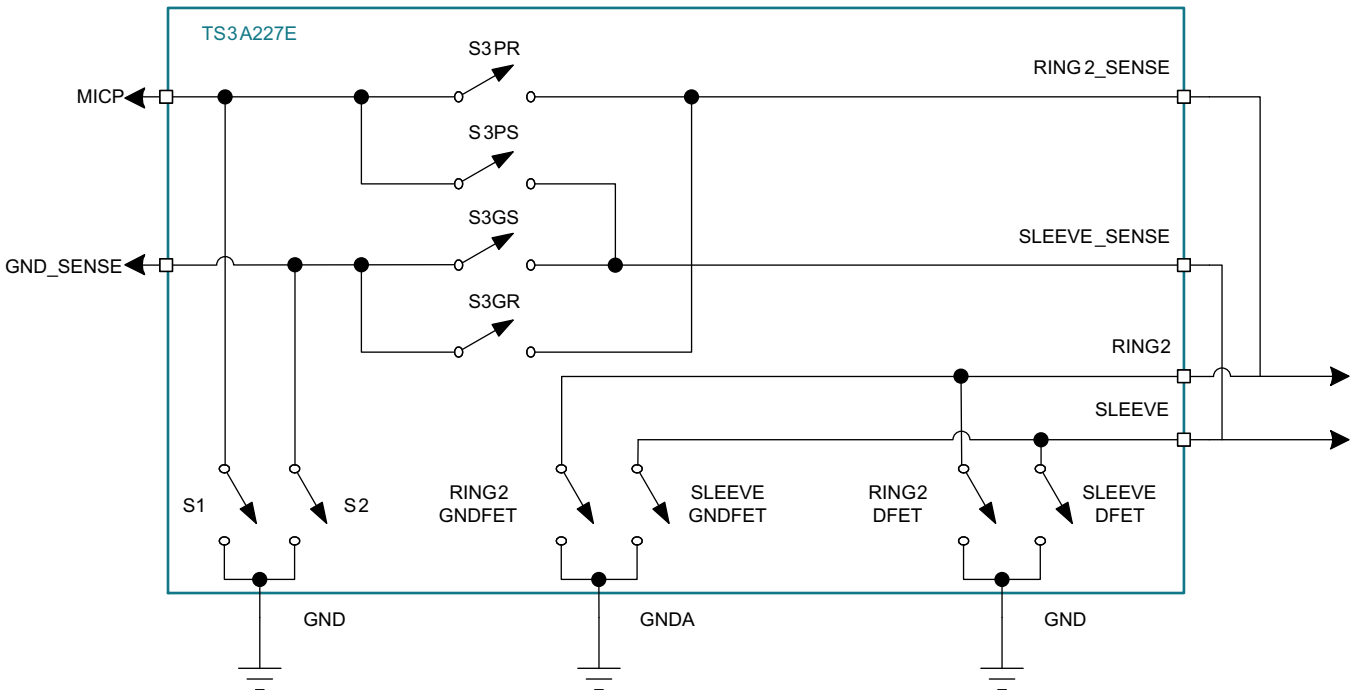 TS3A227E
S3PR
RING2_SENSE
MICP
S3PS
S3GS
SLEEVE_SENSE
GND_SENSE
S3GR
RING2
SLEEVE
S1
S2
RING2
GNDFET
SLEEVE
GNDFET
RING2
DFET
SLEEVE
DFET
GND
GNDA
GND